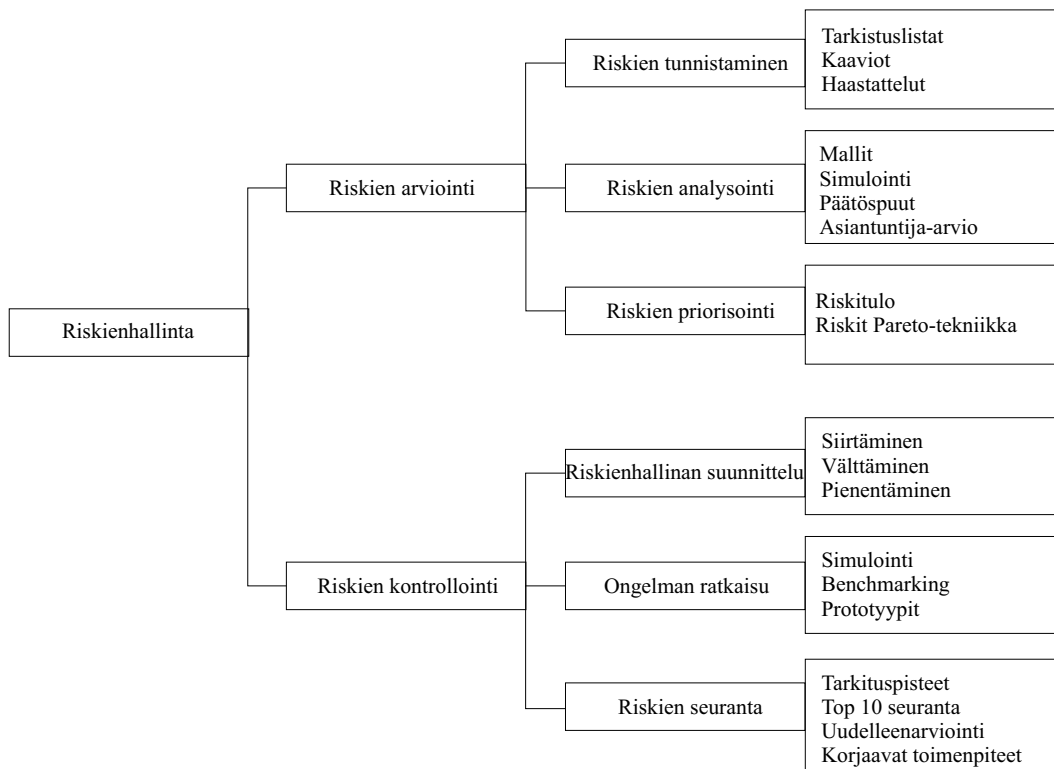 Riskienhallinta
Riskien arviointi
Riskien tunnistaminen
Tarkistuslistat
Kaaviot
Haastattelut
Riskien analysointi
Mallit
Simulointi
Päätöspuut
Asiantuntija-arvio
Riskien priorisointi
Riskitulo
Riskit Pareto-tekniikka
Riskien kontrollointi
Riskienhallinan suunnittelu
Siirtäminen
Välttäminen
Pienentäminen
Ongelman ratkaisu
Simulointi
Benchmarking
Prototyypit
Riskien seuranta
Tarkituspisteet
Top 10 seuranta
Uudelleenarviointi
Korjaavat toimenpiteet